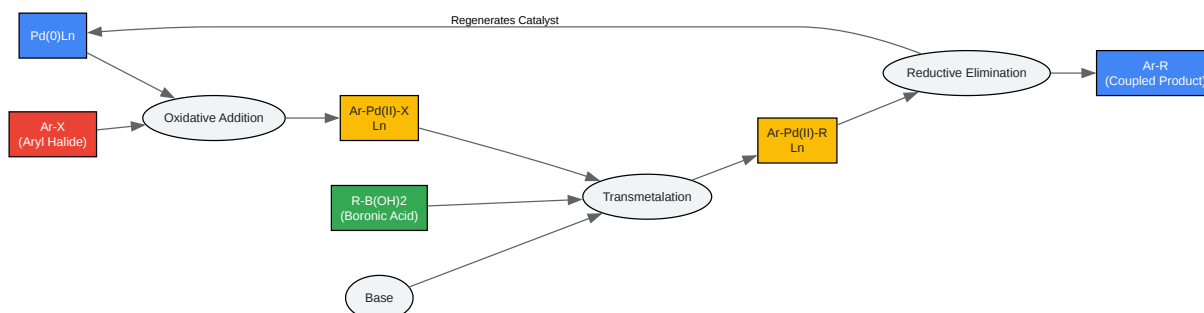 Regenerates Catalyst
Pd(0)Ln
Ar-X
(Aryl Halide)
Oxidative Addition
Ar-Pd(II)-X
Ln
R-B(OH)2
(Boronic Acid)
Base
Transmetalation
Ar-Pd(II)-R
Ln
Reductive Elimination
Ar-R
(Coupled Product)